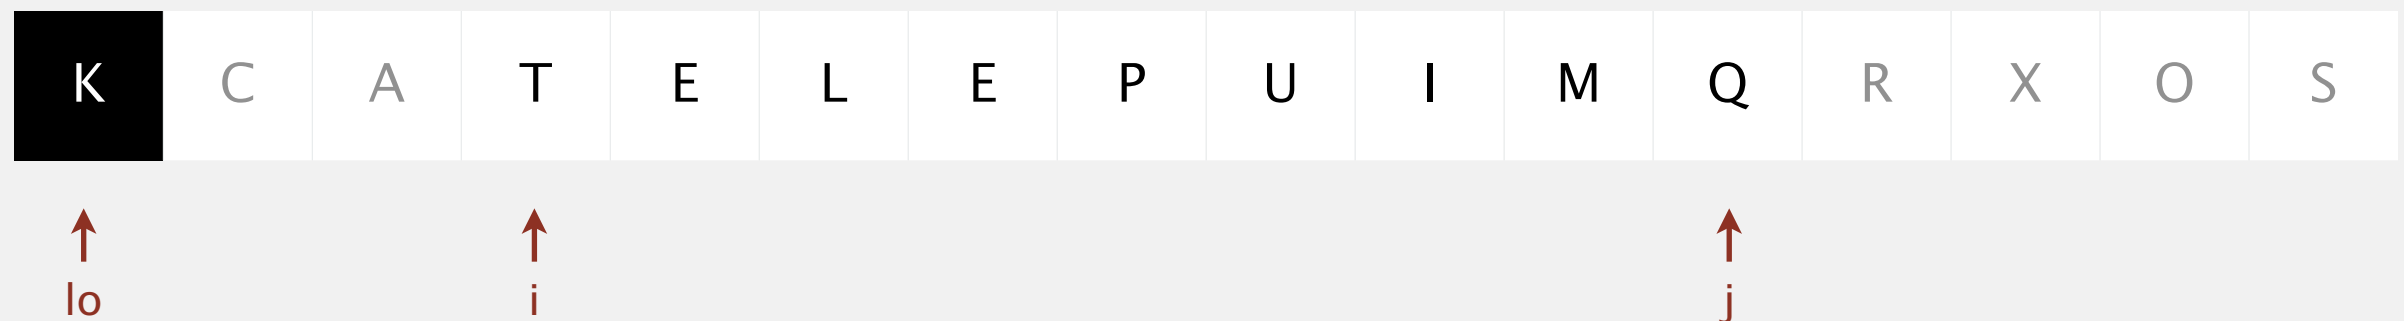 K C A T E L E P U I M Q R X O S
lo i j